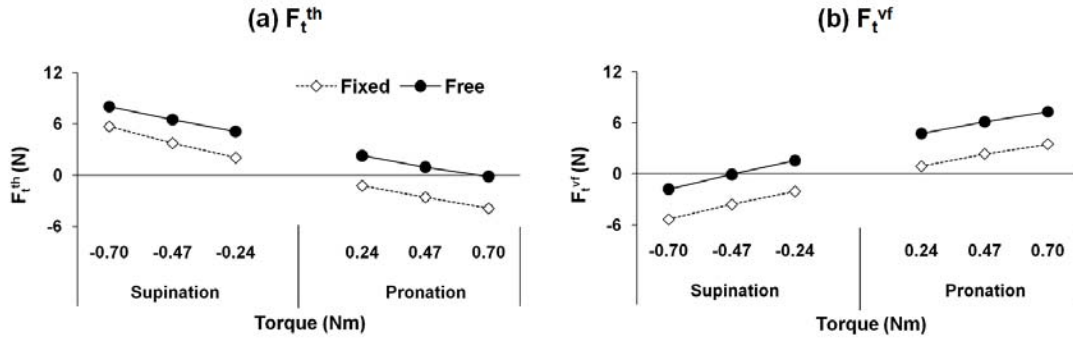 (a) Fₜᵗʰ
12
6
0
-6
Fₜᵗʰ (N)
Fixed Free
-0.70 -0.47 -0.24 0.24 0.47 0.70
Supination Pronation
Torque (Nm)
(b) Fₜᵛᶠ
12
6
0
-6
Fₜᵛᶠ (N)
-0.70 -0.47 -0.24 0.24 0.47 0.70
Supination Pronation
Torque (Nm)